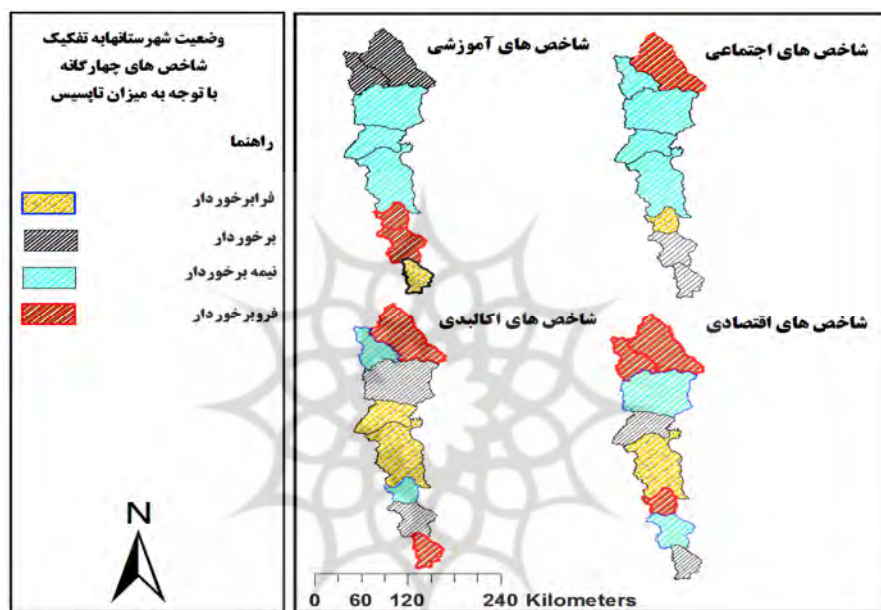 وضعیت شهرستانهابه تفکیک
شاخص های چهارگانه
با توجه به میزان تاپسیس
راهنما
فرابرخوردار
برخوردار
نیمه برخوردار
فروبرخوردار
N
شاخص های اجتماعی
شاخص های آموزشی
شاخص های اقتصادی
شاخص های اکالبدی
0 60 120 240 Kilometers